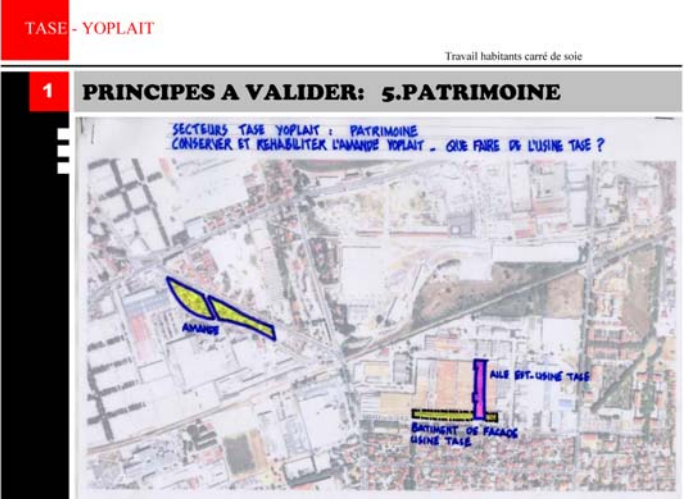 TASE - YOPLAIT
Travail habitants carré de soie
1 PRINCIPES A VALIDER: 5.PATRIMOINE
SECTEURS TASE YOPLAIT : PATRIMOINE
CONSERVER ET REHABILITER L'AMANDE YOPLAIT - QUE FAIRE DE L'USINE TASE ?
AMANDE
AILE EST-USINE TASE
BATIMENT DE FACADE
USINE TASE